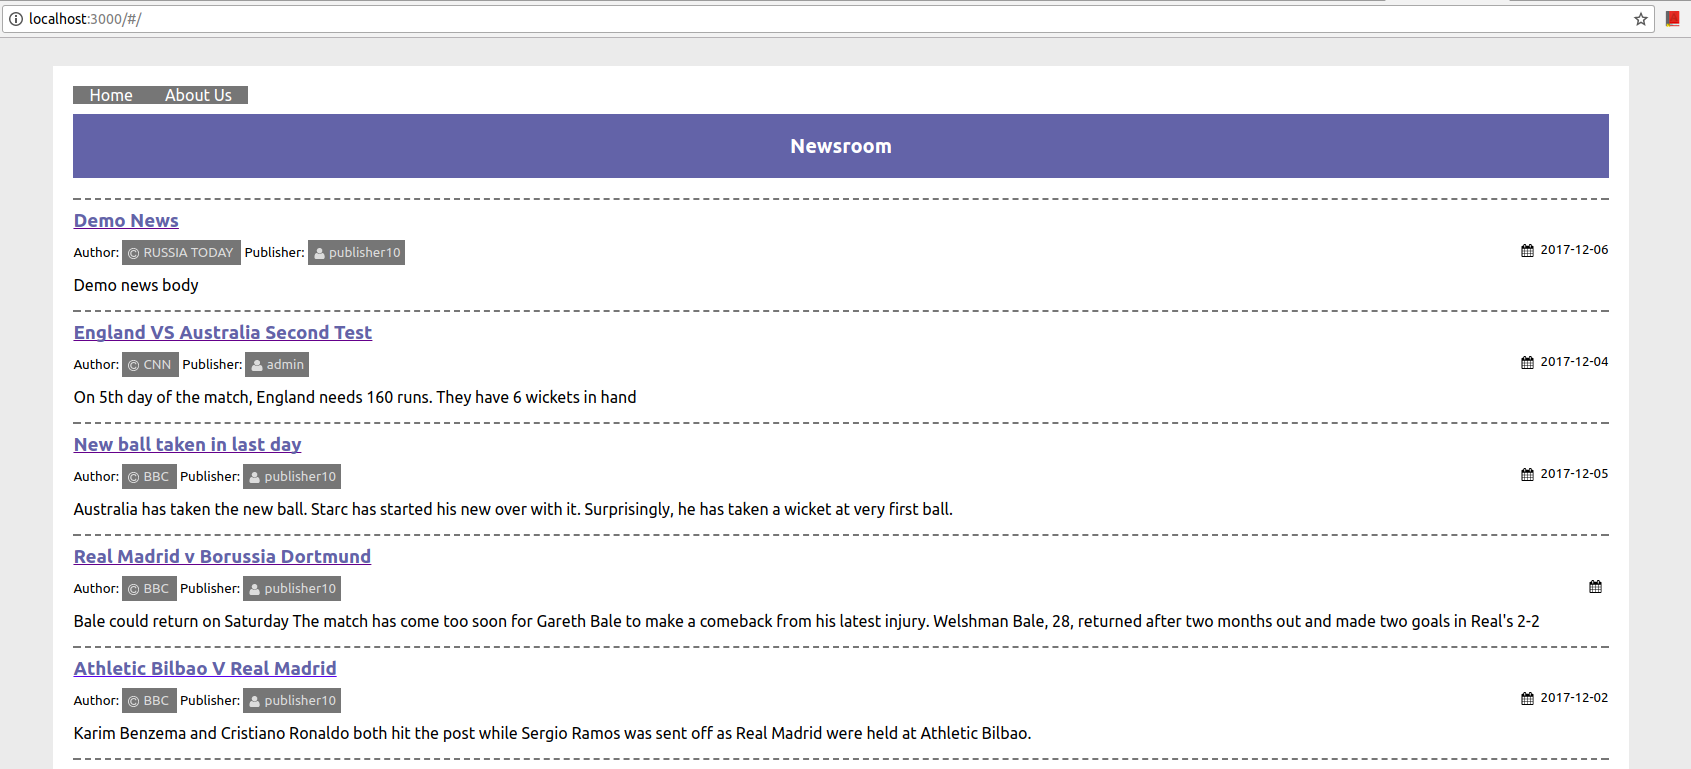 localhost:3000/#/
Home About Us
Newsroom
Demo News
Author: © RUSSIA TODAY Publisher: publisher10 2017-12-06
Demo news body
England VS Australia Second Test
Author: © CNN Publisher: admin 2017-12-04
On 5th day of the match, England needs 160 runs. They have 6 wickets in hand
New ball taken in last day
Author: © BBC Publisher: publisher10 2017-12-05
Australia has taken the new ball. Starc has started his new over with it. Surprisingly, he has taken a wicket at very first ball.
Real Madrid v Borussia Dortmund
Author: © BBC Publisher: publisher10
Bale could return on Saturday The match has come too soon for Gareth Bale to make a comeback from his latest injury. Welshman Bale, 28, returned after two months out and made two goals in Real's 2-2
Athletic Bilbao V Real Madrid
Author: © BBC Publisher: publisher10 2017-12-02
Karim Benzema and Cristiano Ronaldo both hit the post while Sergio Ramos was sent off as Real Madrid were held at Athletic Bilbao.